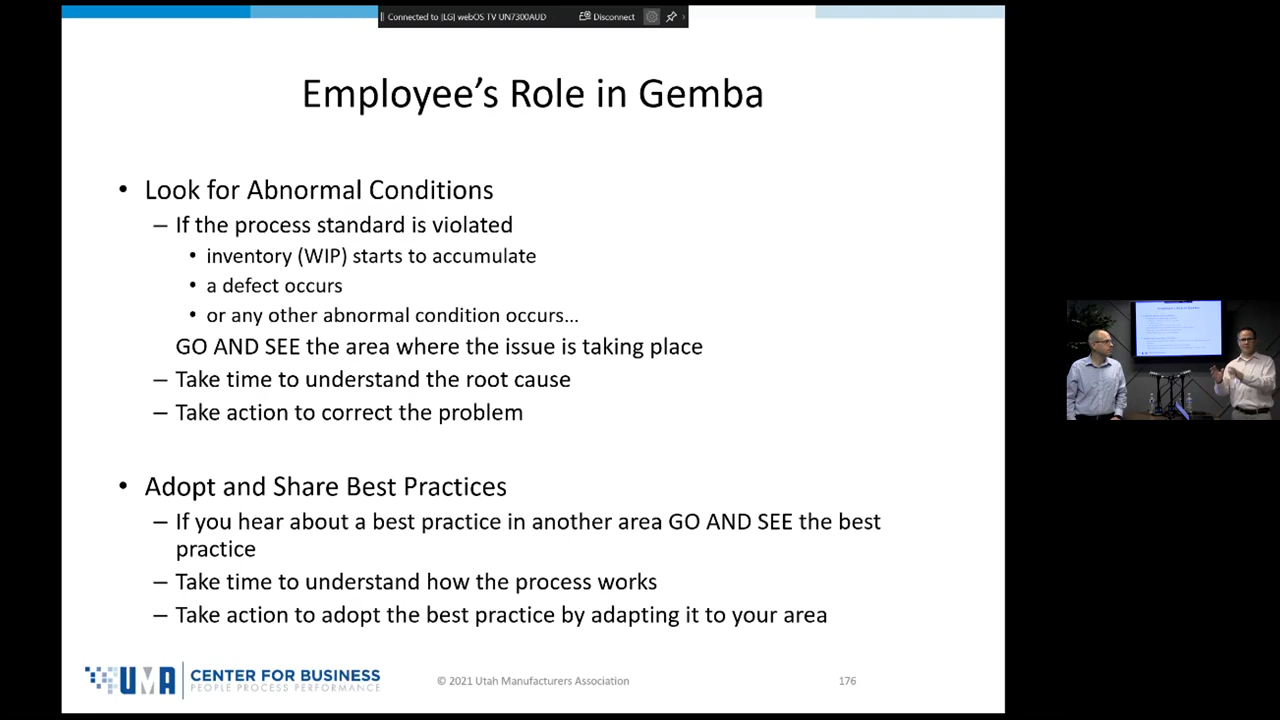 Connected to [LG] webOS TV UN7300AUD Disconnect
Employee's Role in Gemba
• Look for Abnormal Conditions
– If the process standard is violated
• inventory (WIP) starts to accumulate
• a defect occurs
• or any other abnormal condition occurs...
GO AND SEE the area where the issue is taking place
– Take time to understand the root cause
– Take action to correct the problem
• Adopt and Share Best Practices
– If you hear about a best practice in another area GO AND SEE the best
practice
– Take time to understand how the process works
– Take action to adopt the best practice by adapting it to your area
UMA CENTER FOR BUSINESS
PEOPLE PROCESS PERFORMANCE
© 2021 Utah Manufacturers Association
176